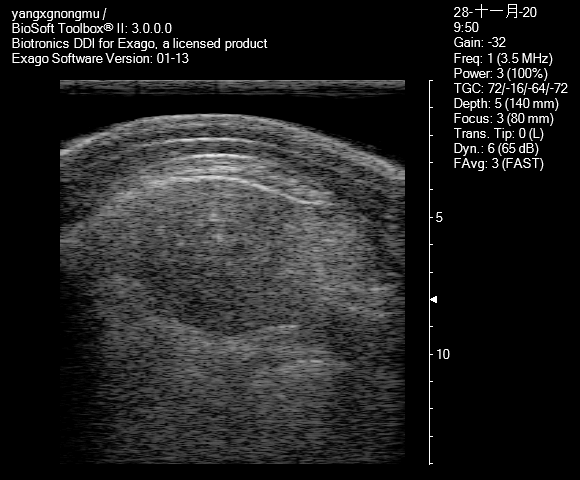 yangxgnongmu /
BioSoft Toolbox® II: 3.0.0.0
Biotronics DDI for Exago, a licensed product
Exago Software Version: 01-13
28-十一月-20
9:50
Gain: -32
Freq: 1 (3.5 MHz)
Power: 3 (100%)
TGC: 72/-16/-64/-72
Depth: 5 (140 mm)
Focus: 3 (80 mm)
Trans. Tip: 0 (L)
Dyn.: 6 (65 dB)
FAvg: 3 (FAST)
5
10